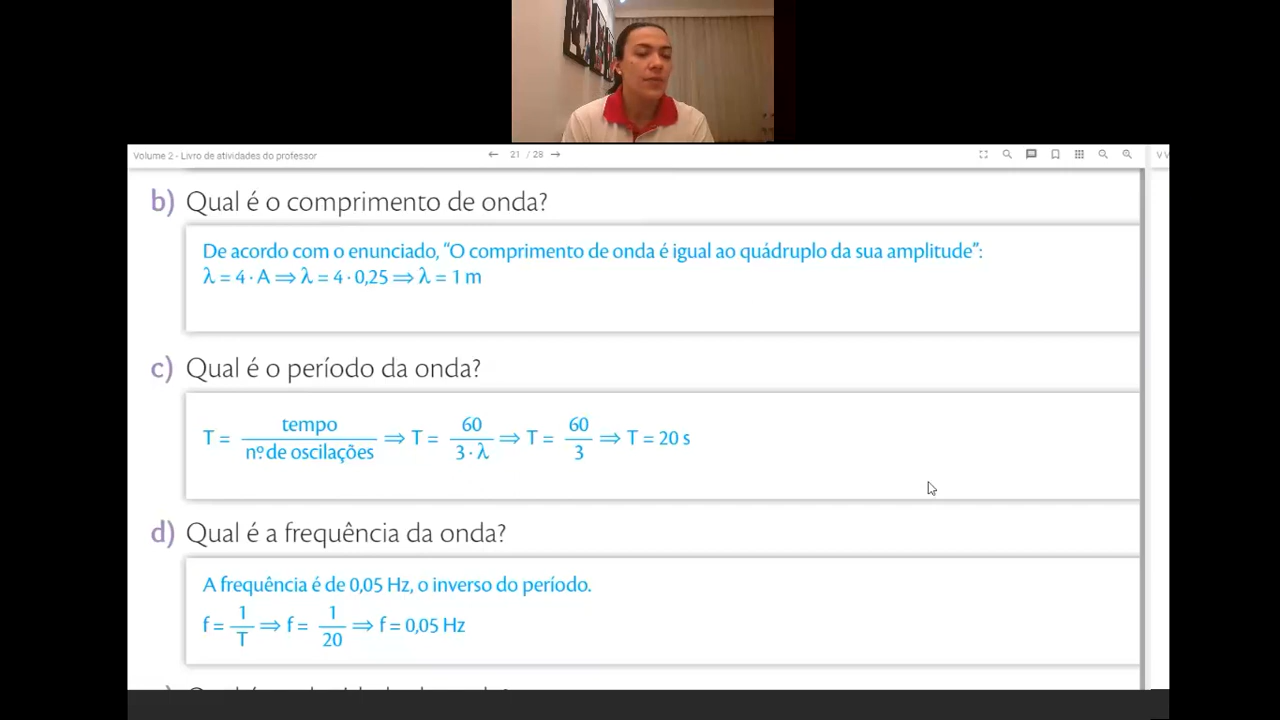 Volume 2 - Livro de atividades do professor
21 / 28
b) Qual é o comprimento de onda?
De acordo com o enunciado, “O comprimento de onda é igual ao quádruplo da sua amplitude”:
λ = 4 · A ⟹ λ = 4 · 0,25 ⟹ λ = 1 m
c) Qual é o período da onda?
T = tempo / nº. de oscilações ⟹ T = 60 / 3 · λ ⟹ T = 60 / 3 ⟹ T = 20 s
d) Qual é a frequência da onda?
A frequência é de 0,05 Hz, o inverso do período.
f = 1 / T ⟹ f = 1 / 20 ⟹ f = 0,05 Hz